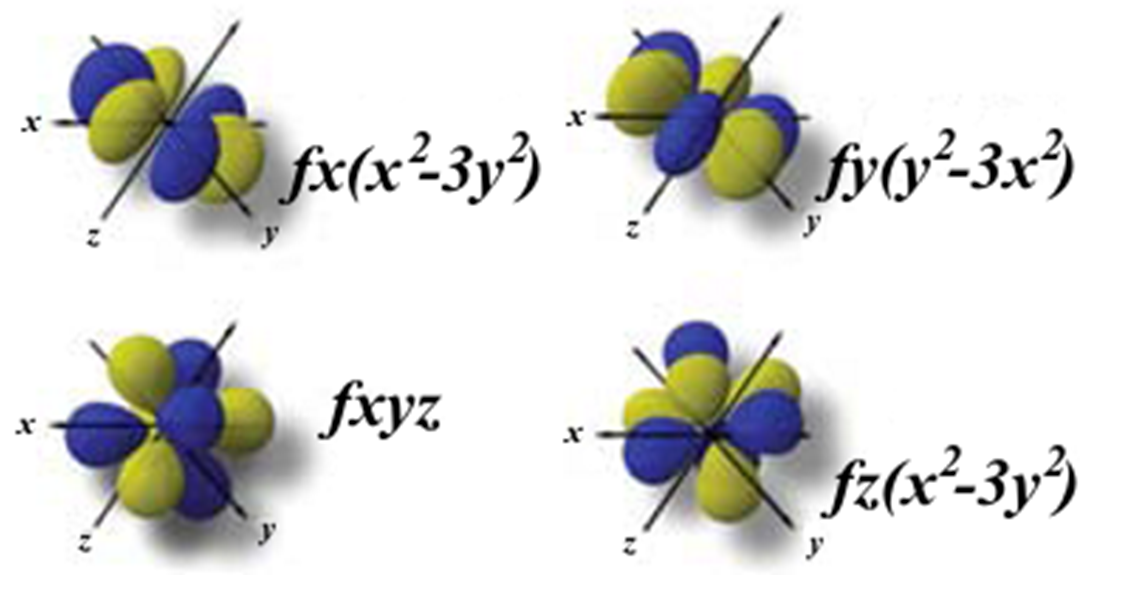 x
z
y
fx(x²-3y²)
x
z
y
fy(y²-3x²)
x
z
y
fxyz
x
z
y
fz(x²-3y²)